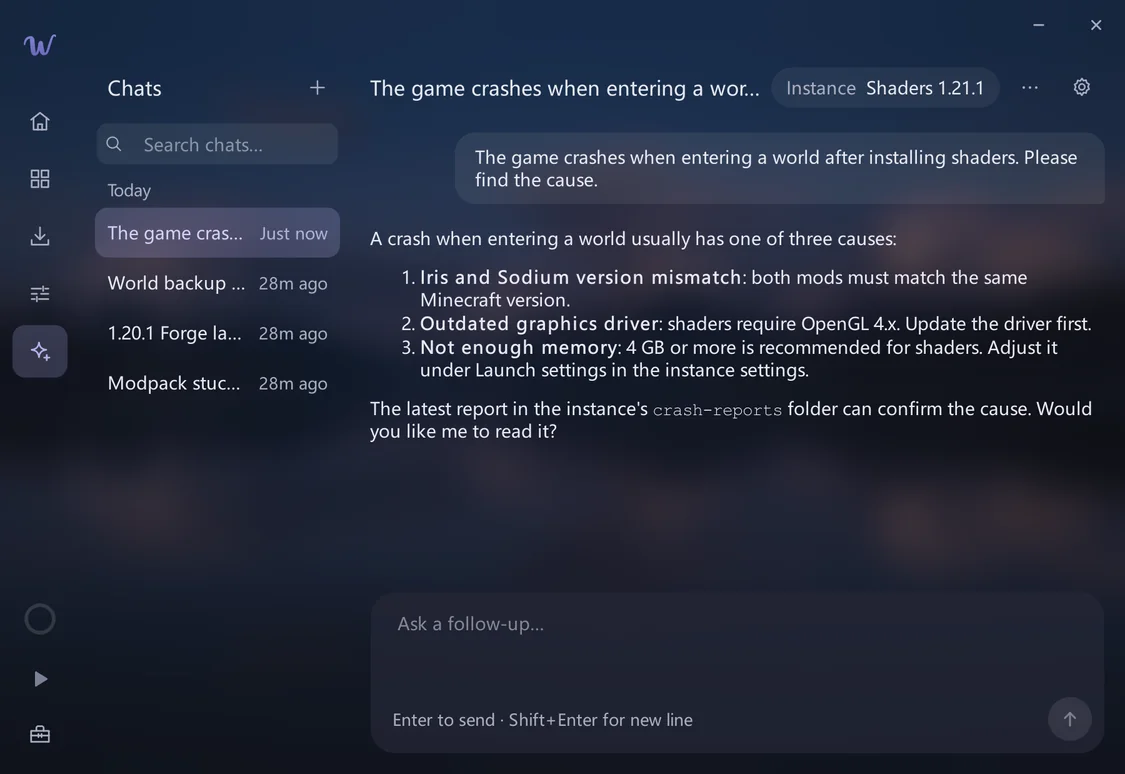 W
Chats
The game crashes when entering a wor...
Instance Shaders 1.21.1
Search chats...
Today
The game cras... Just now
World backup ... 28m ago
1.20.1 Forge la... 28m ago
Modpack stuc... 28m ago
The game crashes when entering a world after installing shaders. Please
find the cause.
A crash when entering a world usually has one of three causes:
1. Iris and Sodium version mismatch: both mods must match the same
Minecraft version.
2. Outdated graphics driver: shaders require OpenGL 4.x. Update the driver first.
3. Not enough memory: 4 GB or more is recommended for shaders. Adjust it
under Launch settings in the instance settings.
The latest report in the instance's crash-reports folder can confirm the cause. Would
you like me to read it?
Ask a follow-up...
Enter to send · Shift+Enter for new line